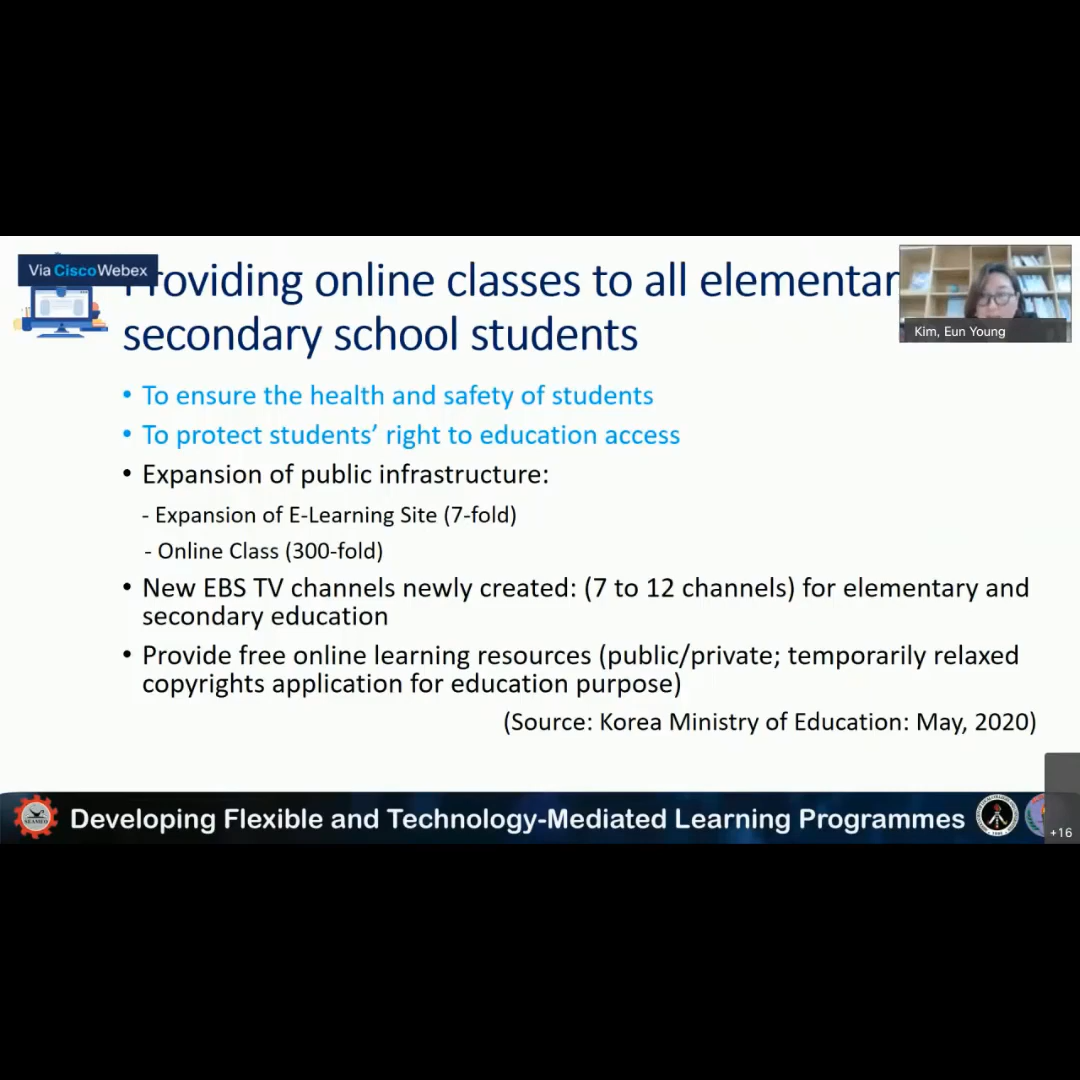 Via CiscoWebex
Providing online classes to all elementar
secondary school students
Kim, Eun Young
• To ensure the health and safety of students
• To protect students’ right to education access
• Expansion of public infrastructure:
- Expansion of E-Learning Site (7-fold)
- Online Class (300-fold)
• New EBS TV channels newly created: (7 to 12 channels) for elementary and
secondary education
• Provide free online learning resources (public/private; temporarily relaxed
copyrights application for education purpose)
(Source: Korea Ministry of Education: May, 2020)
SEAMEO
Developing Flexible and Technology-Mediated Learning Programmes
+16